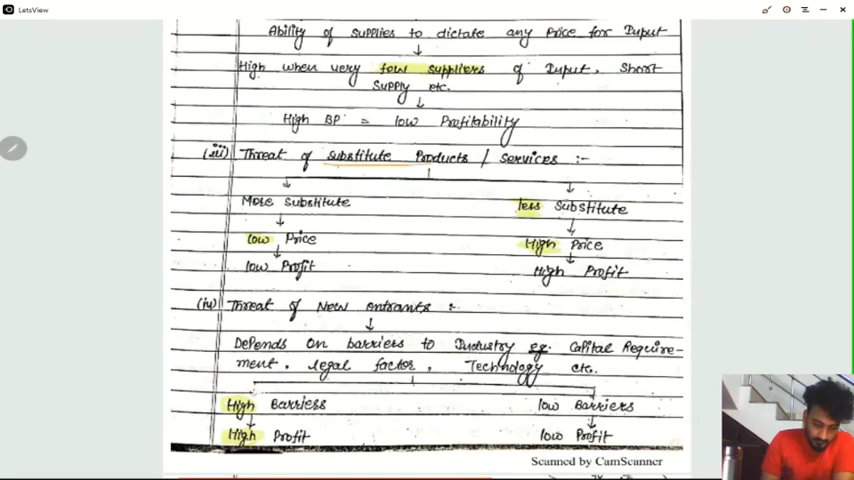 LetsView
Ability of supplies to dictate any Price for Input
High when very few suppliers of Input, Short
Supply etc.
High BP = low Profitability
(iii) Threat of substitute Products / Services :-
More Substitute
less Substitute
low Price
High Price
low Profit
High Profit
(iv) Threat of New entrants :-
Depends on barriers to Industry eg. Capital Require-
ment, legal factor, Technology etc.
High Barriers
low Barriers
High Profit
low Profit
Scanned by CamScanner